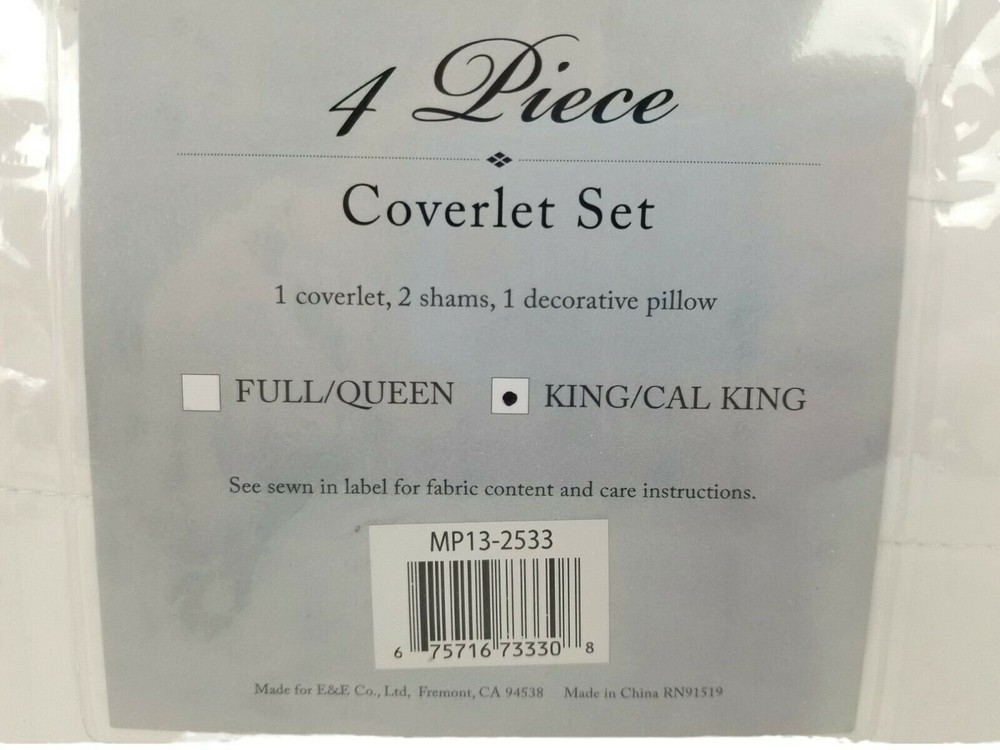 4 Piece
Coverlet Set
1 coverlet, 2 shams, 1 decorative pillow
FULL/QUEEN KING/CAL KING
See sewn in label for fabric content and care instructions.
MP13-2533
6 75716 73330 8
Made for E&E Co., Ltd, Fremont, CA 94538 Made in China RN91519